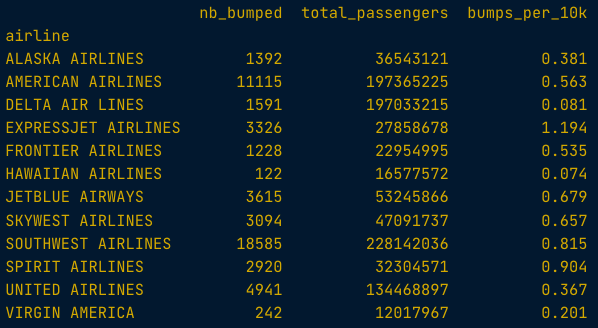 nb_bumped total_passengers bumps_per_10k
airline
ALASKA AIRLINES 1392 36543121 0.381
AMERICAN AIRLINES 11115 197365225 0.563
DELTA AIR LINES 1591 197033215 0.081
EXPRESSJET AIRLINES 3326 27858678 1.194
FRONTIER AIRLINES 1228 22954995 0.535
HAWAIIAN AIRLINES 122 16577572 0.074
JETBLUE AIRWAYS 3615 53245866 0.679
SKYWEST AIRLINES 3094 47091737 0.657
SOUTHWEST AIRLINES 18585 228142036 0.815
SPIRIT AIRLINES 2920 32304571 0.904
UNITED AIRLINES 4941 134468897 0.367
VIRGIN AMERICA 242 12017967 0.201